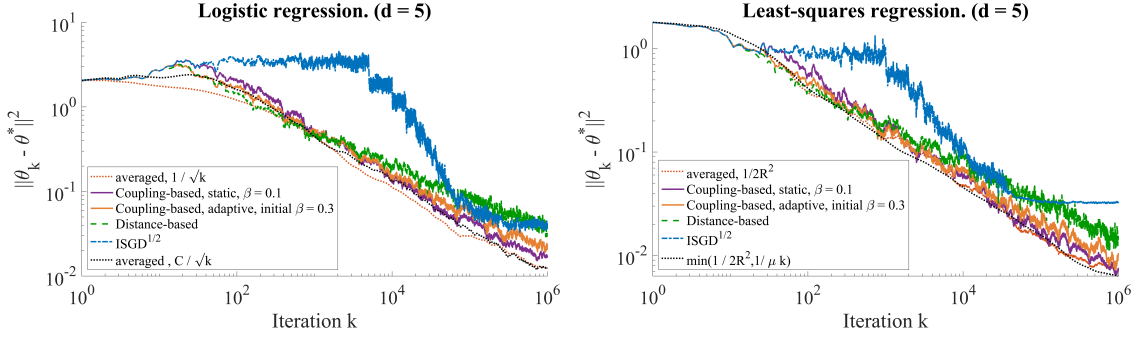 Logistic regression. (d = 5)
||θ_k - θ*||²
10^1
10^0
10^-1
10^-2
averaged, 1 / √k
Coupling-based, static, β = 0.1
Coupling-based, adaptive, initial β = 0.3
Distance-based
ISGD^1/2
averaged , C / √k
10^0 10^2 10^4 10^6
Iteration k
Least-squares regression. (d = 5)
||θ_k - θ*||²
10^0
10^-1
10^-2
averaged, 1/2R²
Coupling-based, static, β = 0.1
Coupling-based, adaptive, initial β = 0.3
Distance-based
ISGD^1/2
min(1 / 2R²,1/ μ k)
10^0 10^2 10^4 10^6
Iteration k